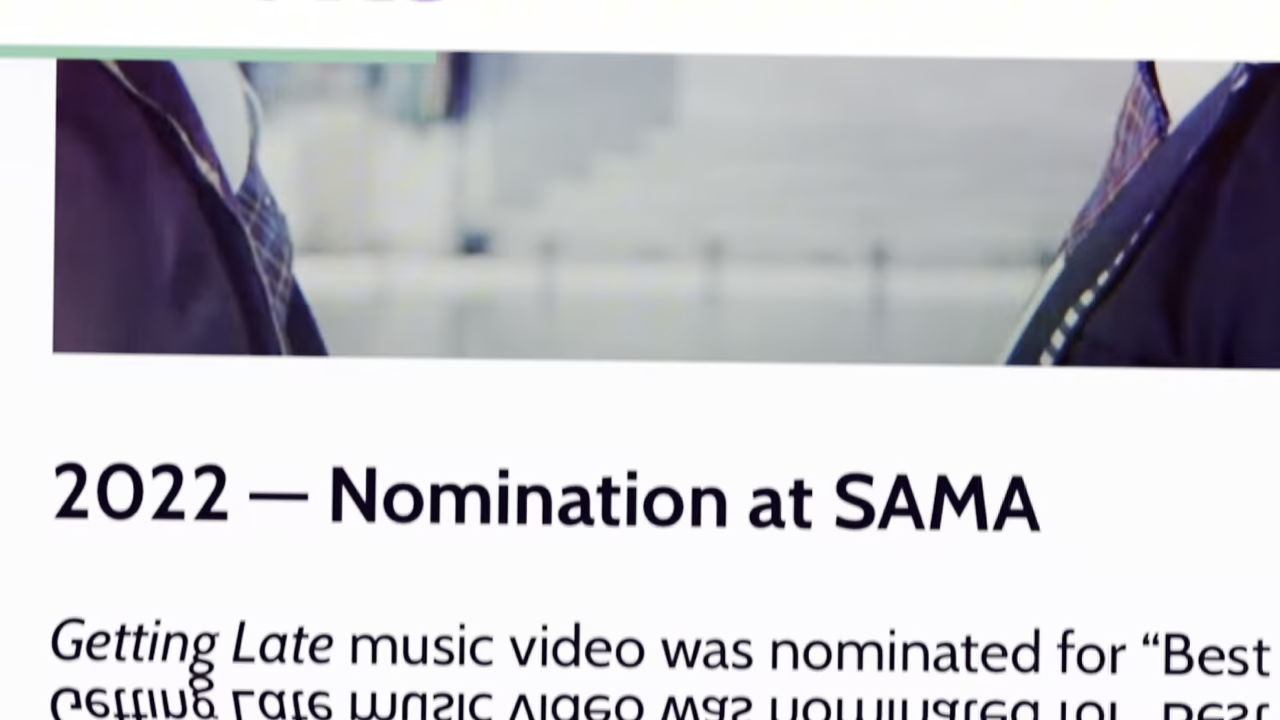 2022 — Nomination at SAMA
Getting Late music video was nominated for “Best